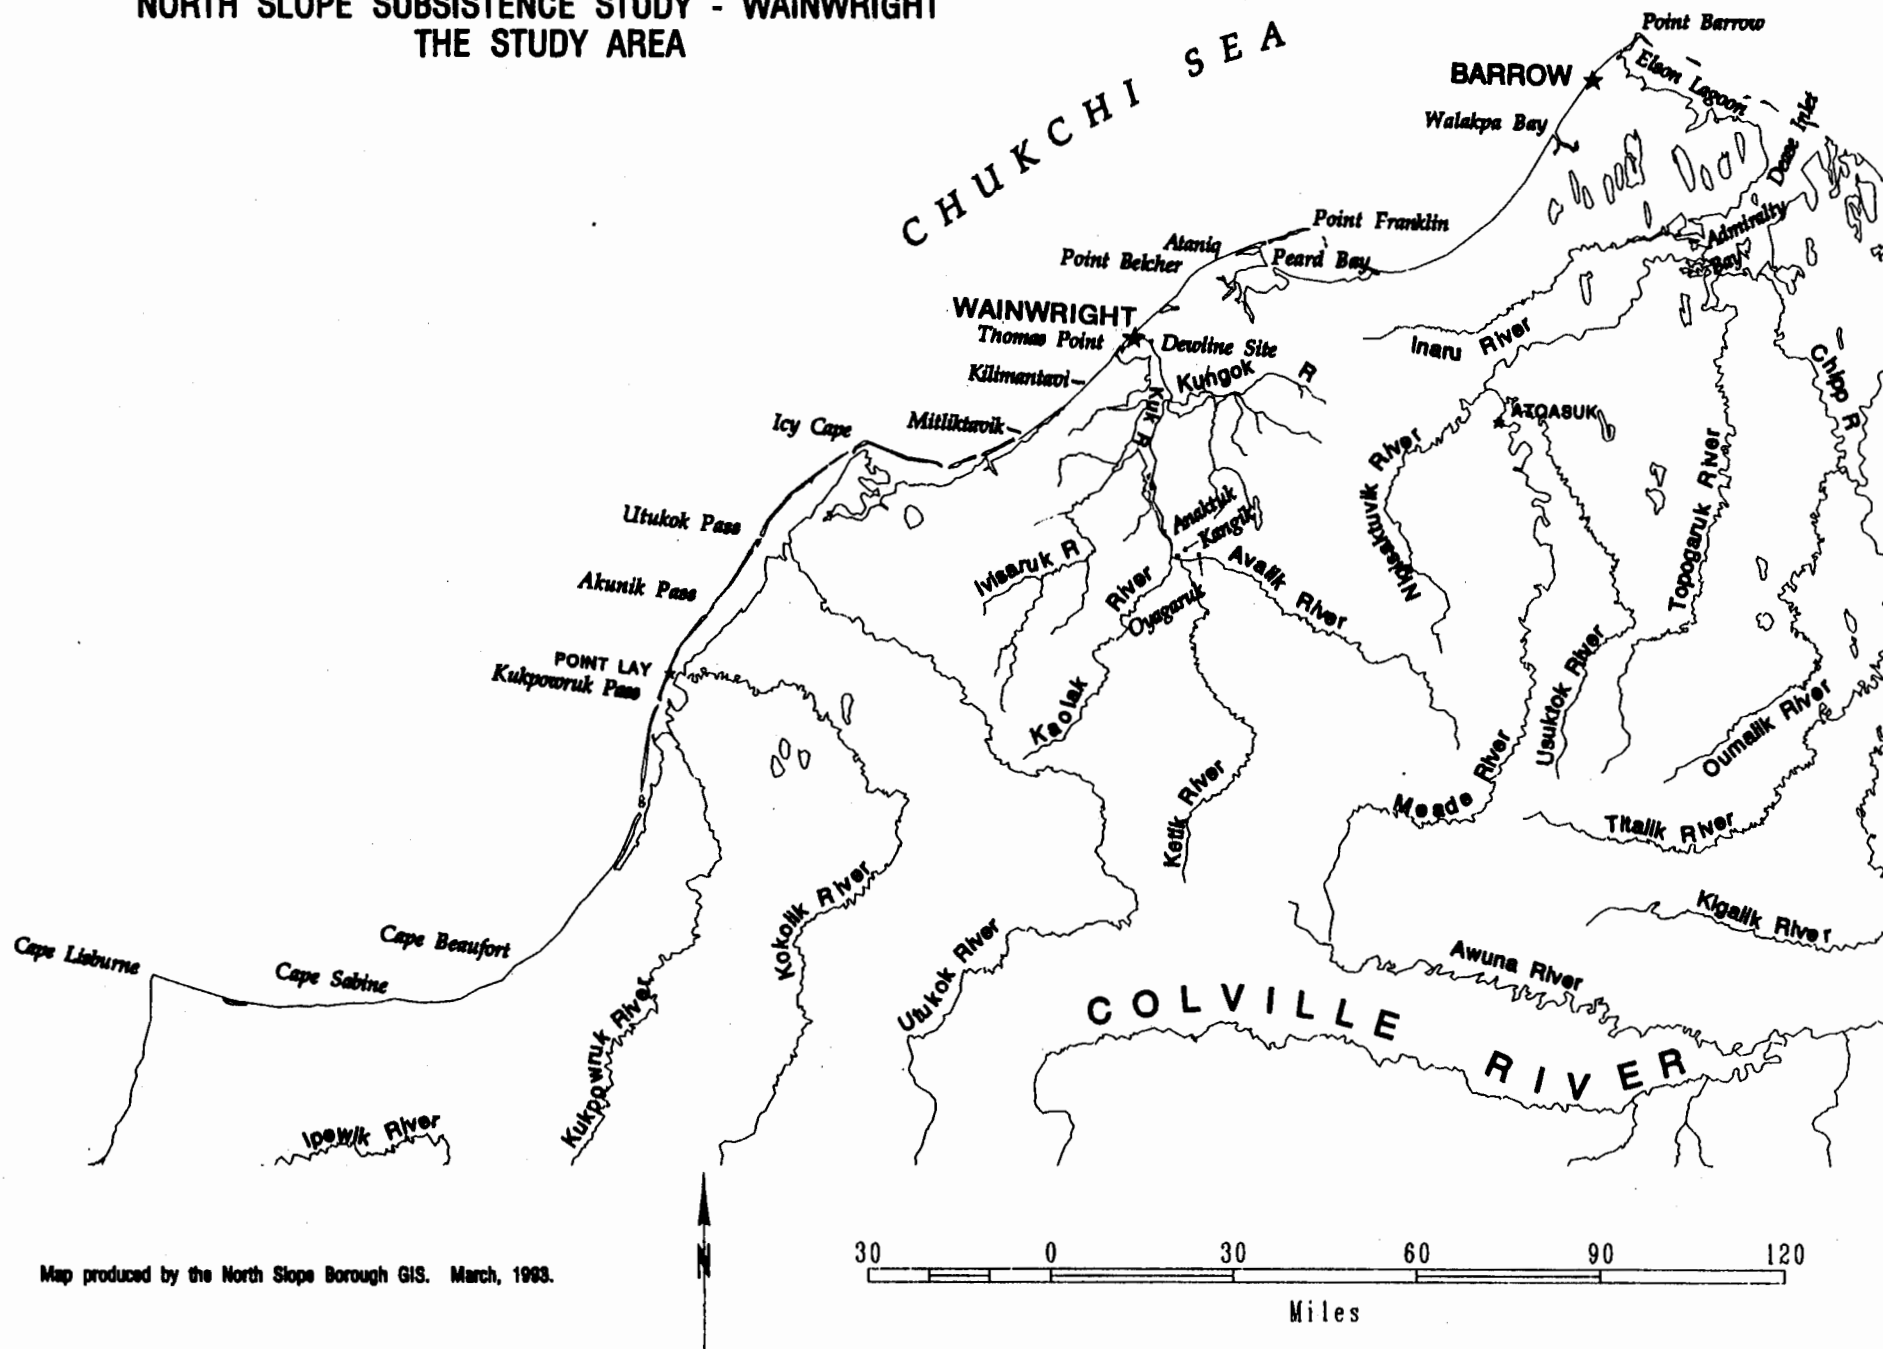 NORTH SLOPE SUBSISTENCE STUDY - WAINWRIGHT
THE STUDY AREA
CHUKCHI SEA
Point Barrow
BARROW
Elson Lagoon
Walakpa Bay
Dease Inlet
Admiralty
Bay
Point Franklin
Ataniq
Peard Bay
Point Belcher
WAINWRIGHT
Thomas Point
Dewline Site
Kilimantavi
Kungok R
Kuk R
Inaru River
Chipp R
Mitliktavik
Icy Cape
ATQASUK
Nigisaktuvik River
Topogaruk River
Utukok Pass
Anaktuk
Kangik
Ivisaruk R
Avalik River
Akunik Pass
Kaolak River
Oyagaruk
POINT LAY
Kukpowruk Pass
Usuktok River
Oumalik River
Meade River
Ketik River
Titalik River
Kokolik River
Kigalik River
Utukok River
Awuna River
Cape Beaufort
Cape Lisburne
Cape Sabine
Kukpowruk River
COLVILLE RIVER
Ipewik River
N
Map produced by the North Slope Borough GIS. March, 1993.
30 0 30 60 90 120
Miles